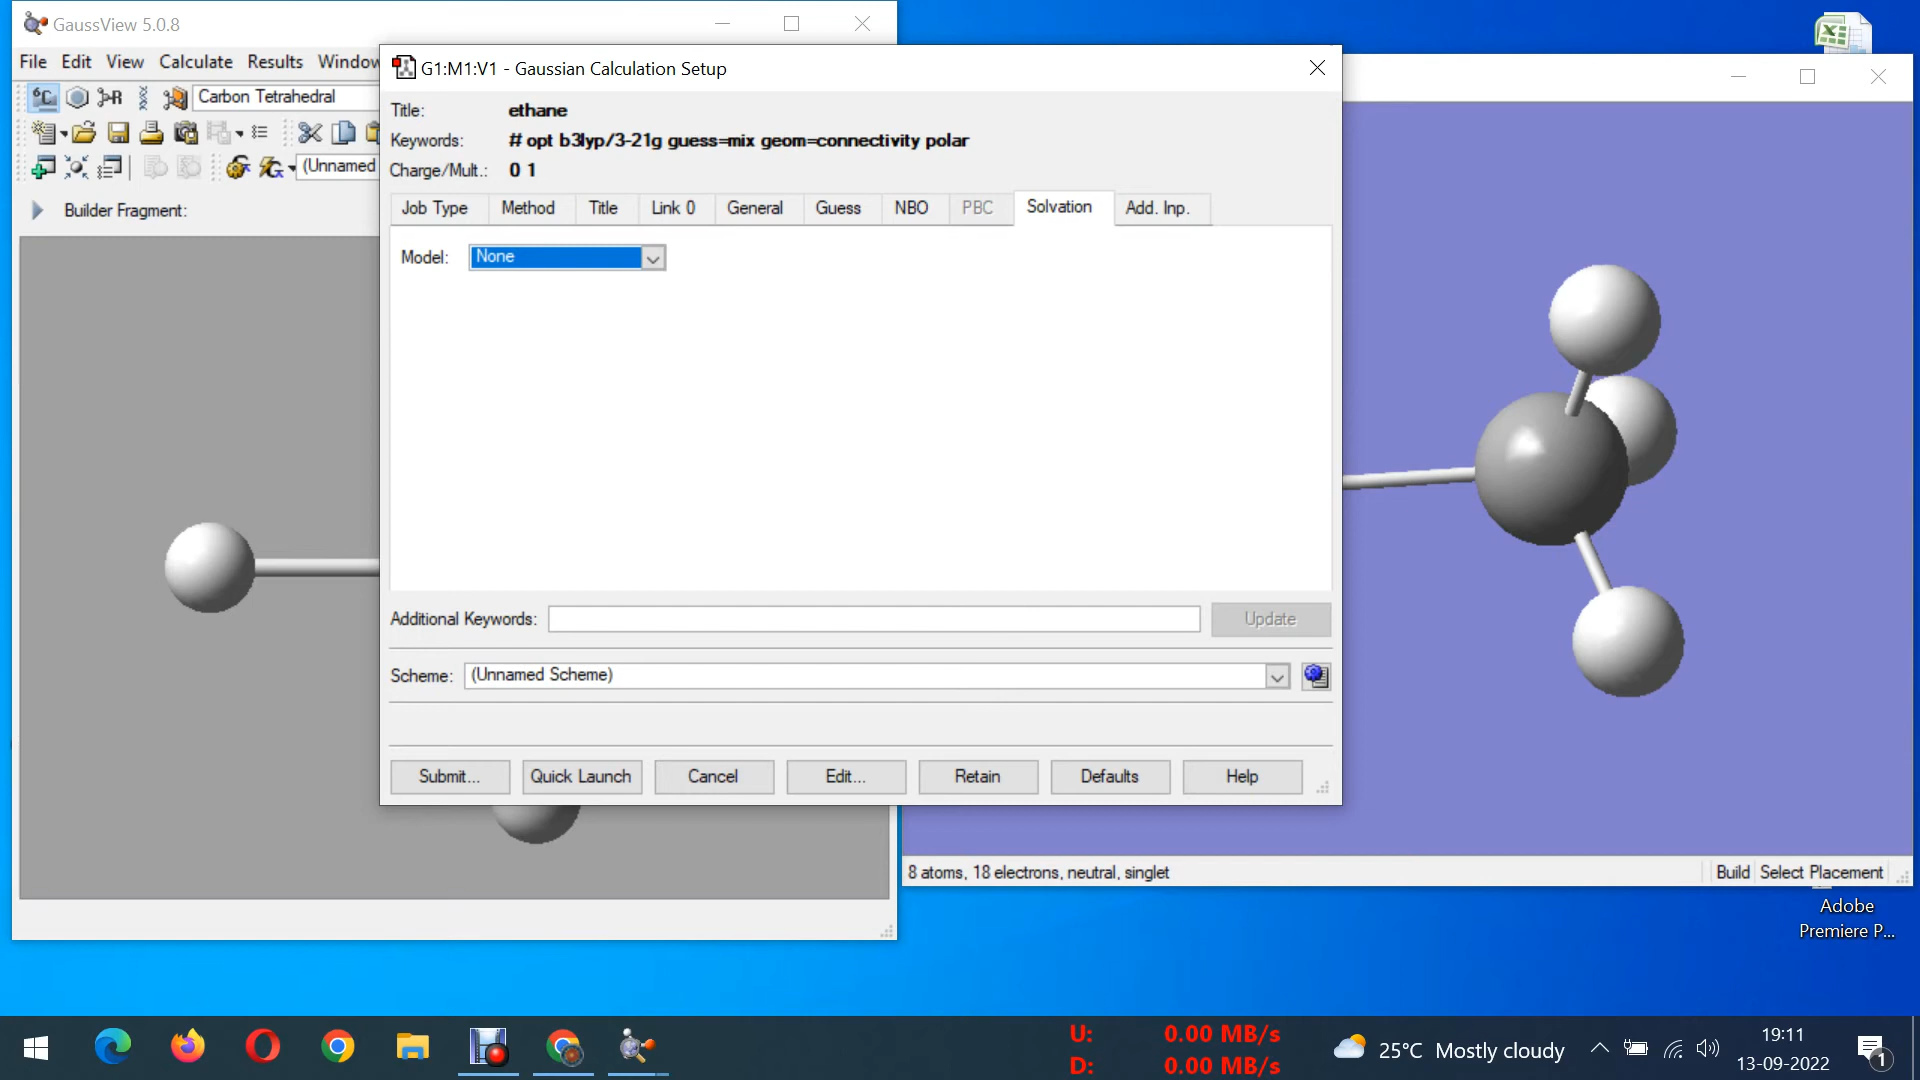 GaussView 5.0.8
File Edit View Calculate Results Window
Carbon Tetrahedral
(Unnamed
Builder Fragment:
G1:M1:V1 - Gaussian Calculation Setup
Title: ethane
Keywords: # opt b3lyp/3-21g guess=mix geom=connectivity polar
Charge/Mult.: 0 1
Job Type Method Title Link 0 General Guess NBO PBC Solvation Add. Inp.
Model: None
Additional Keywords: Update
Scheme: (Unnamed Scheme)
Submit... Quick Launch Cancel Edit... Retain Defaults Help
8 atoms, 18 electrons, neutral, singlet Build Select Placement
Adobe
Premiere P...
U: 0.00 MB/s
D: 0.00 MB/s
25°C Mostly cloudy
19:11
13-09-2022
1